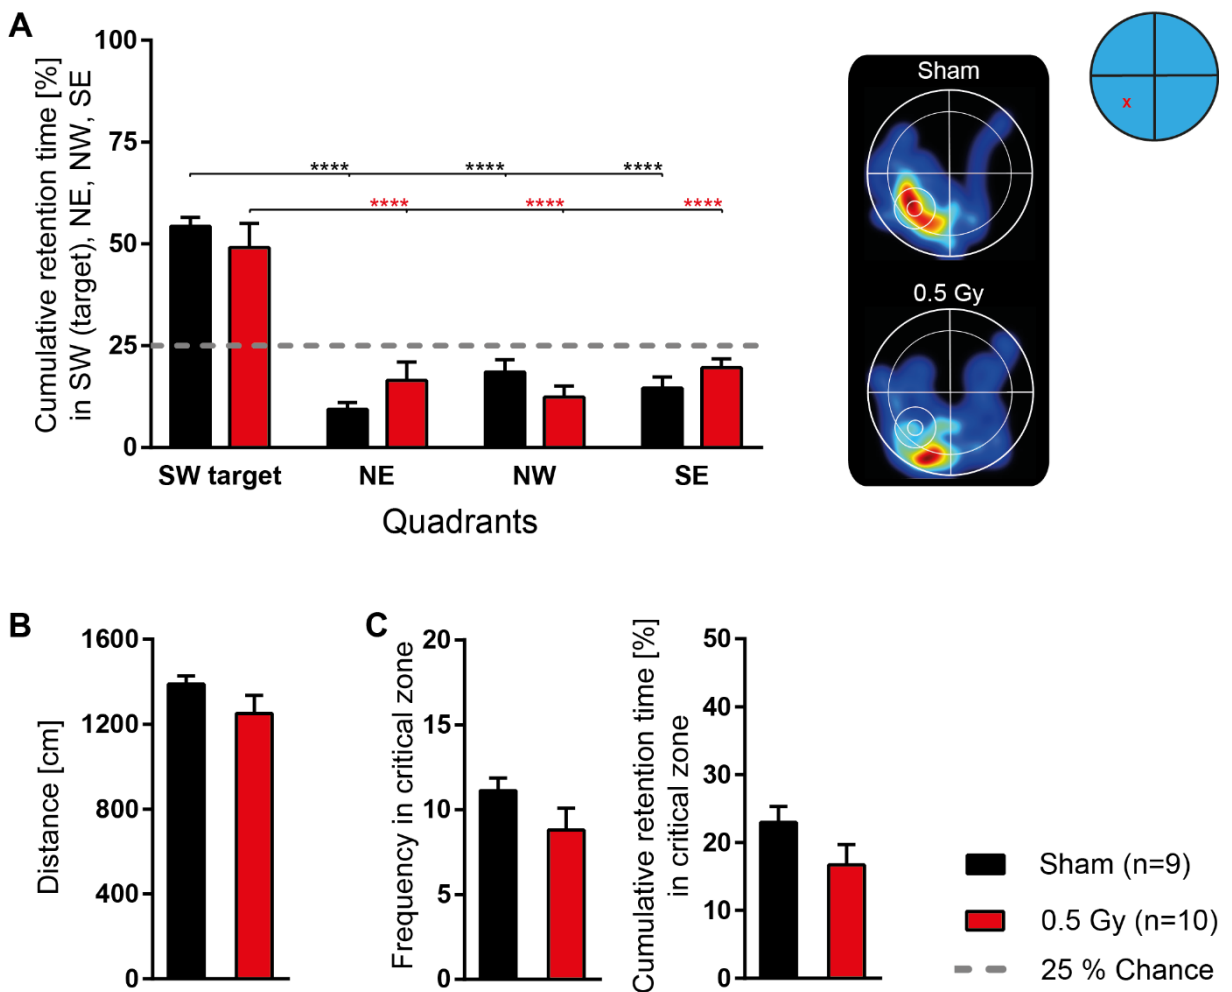 A
Cumulative retention time [%]
in SW (target), NE, NW, SE
100
75
50
25
0
**** **** ****
**** **** ****
SW target NE NW SE
Quadrants
Sham
0.5 Gy
x
B
Distance [cm]
1600
1200
800
400
0
C
Frequency in critical zone
20
15
10
5
0
Cumulative retention time [%]
in critical zone
50
40
30
20
10
0
Sham (n=9)
0.5 Gy (n=10)
25 % Chance